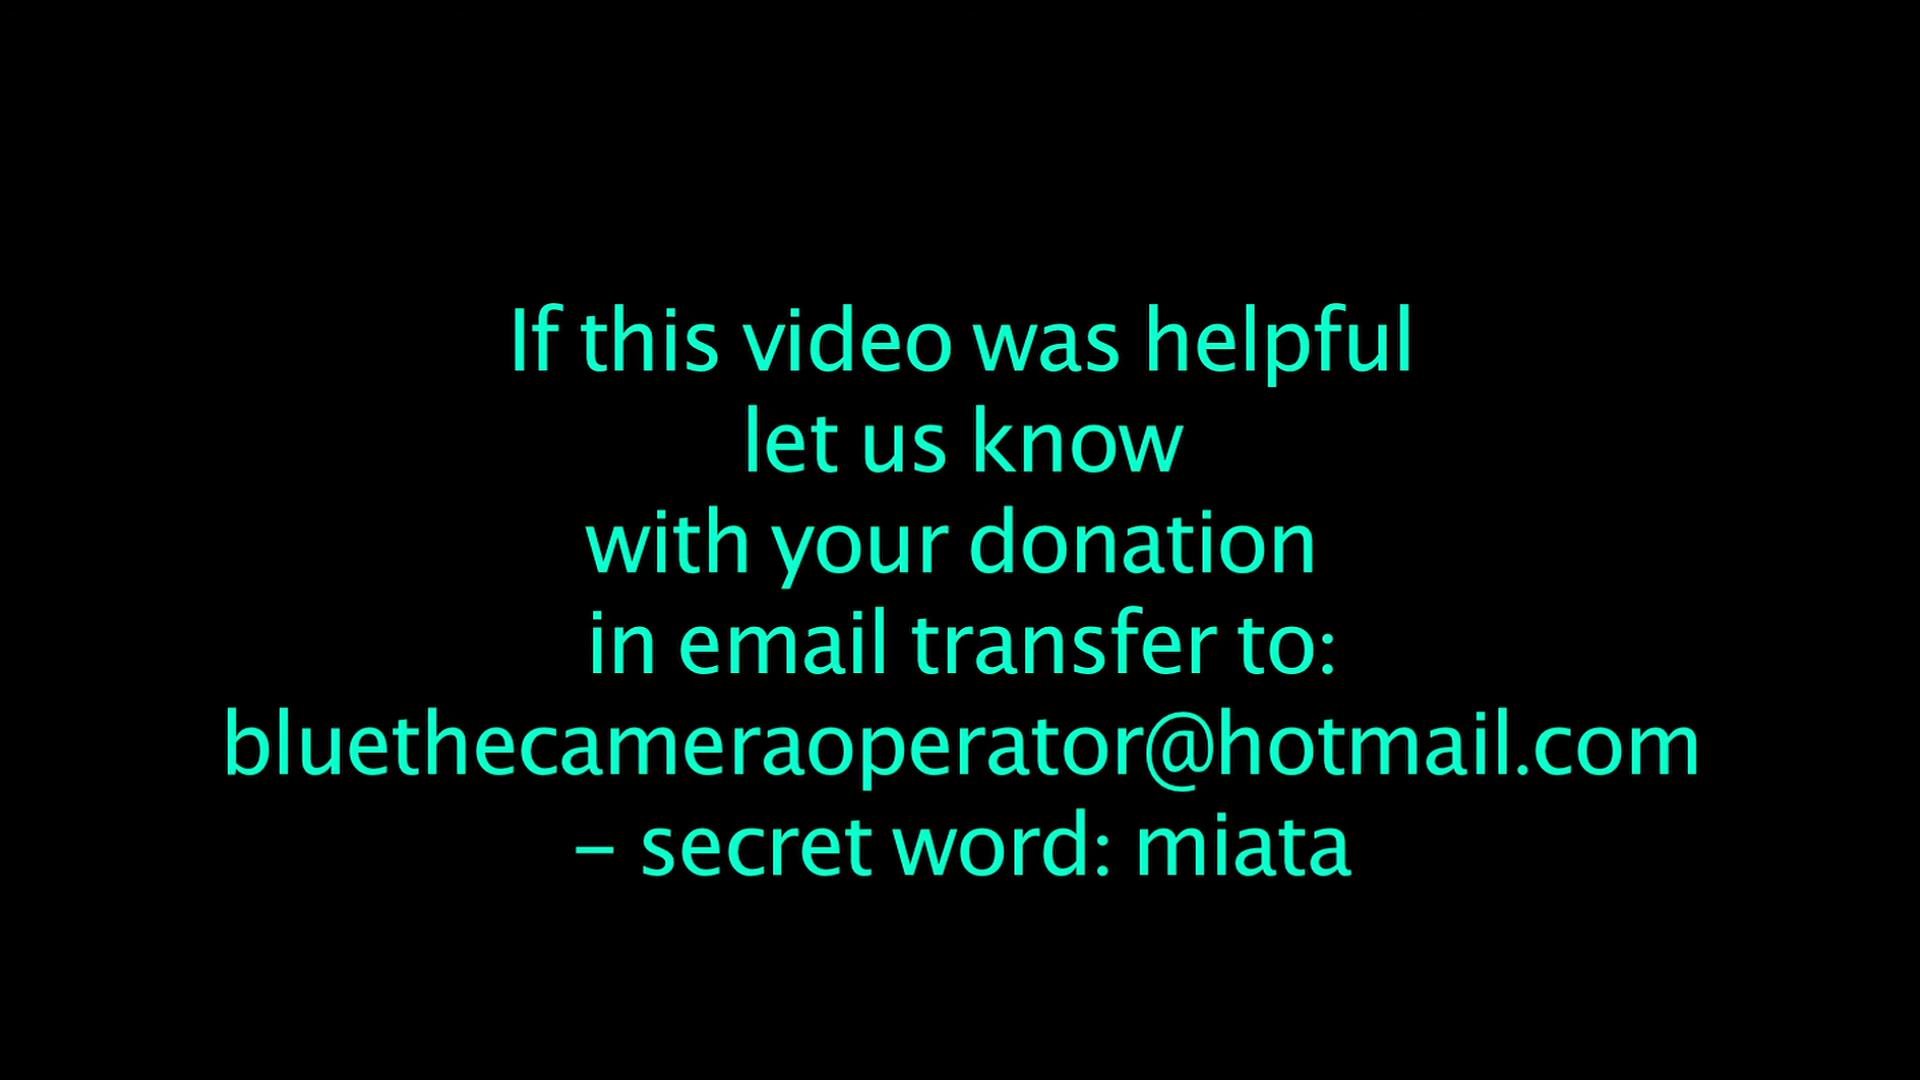 If this video was helpful
let us know
with your donation
in email transfer to:
bluethecameraoperator@hotmail.com
– secret word: miata